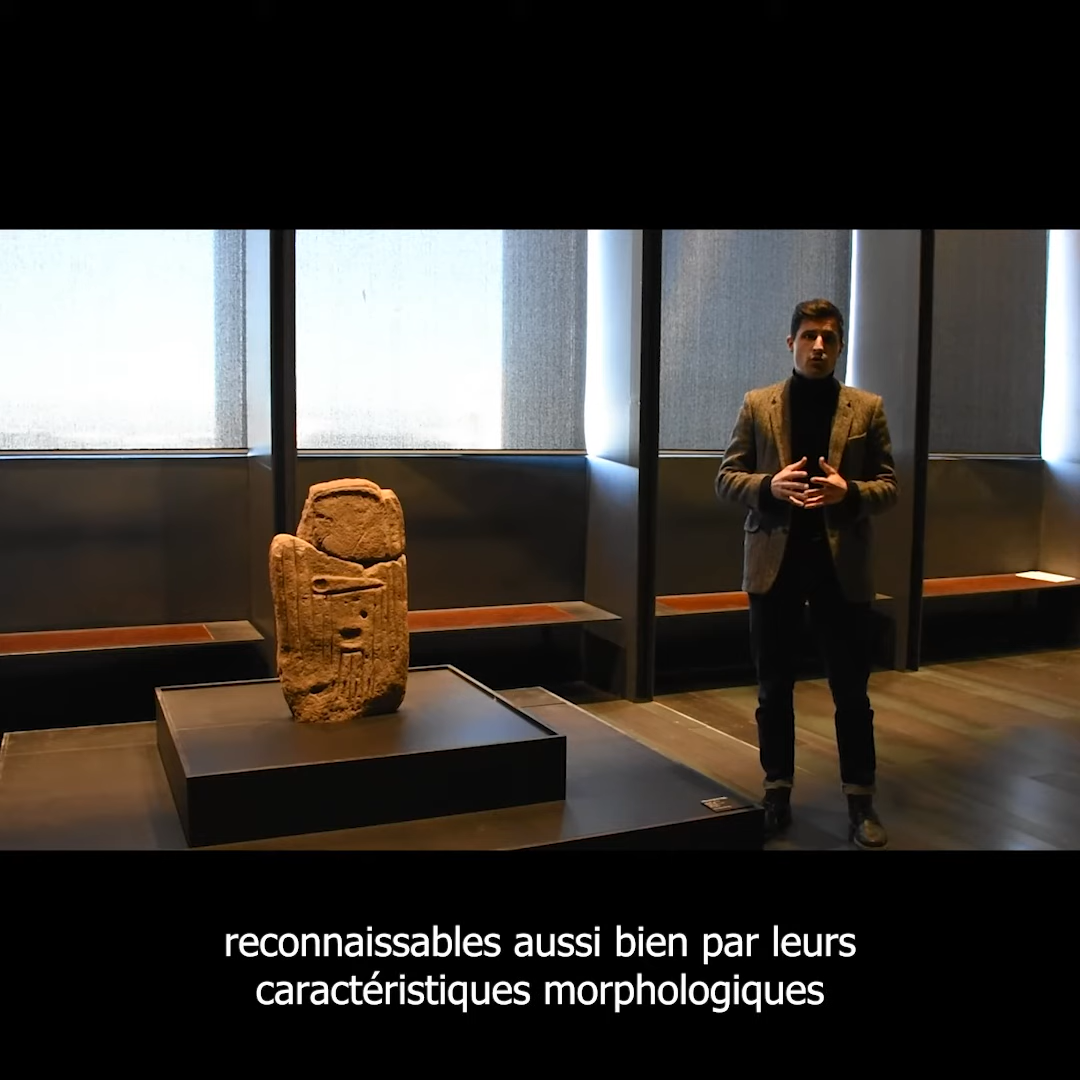 reconnaissables aussi bien par leurs
caractéristiques morphologiques